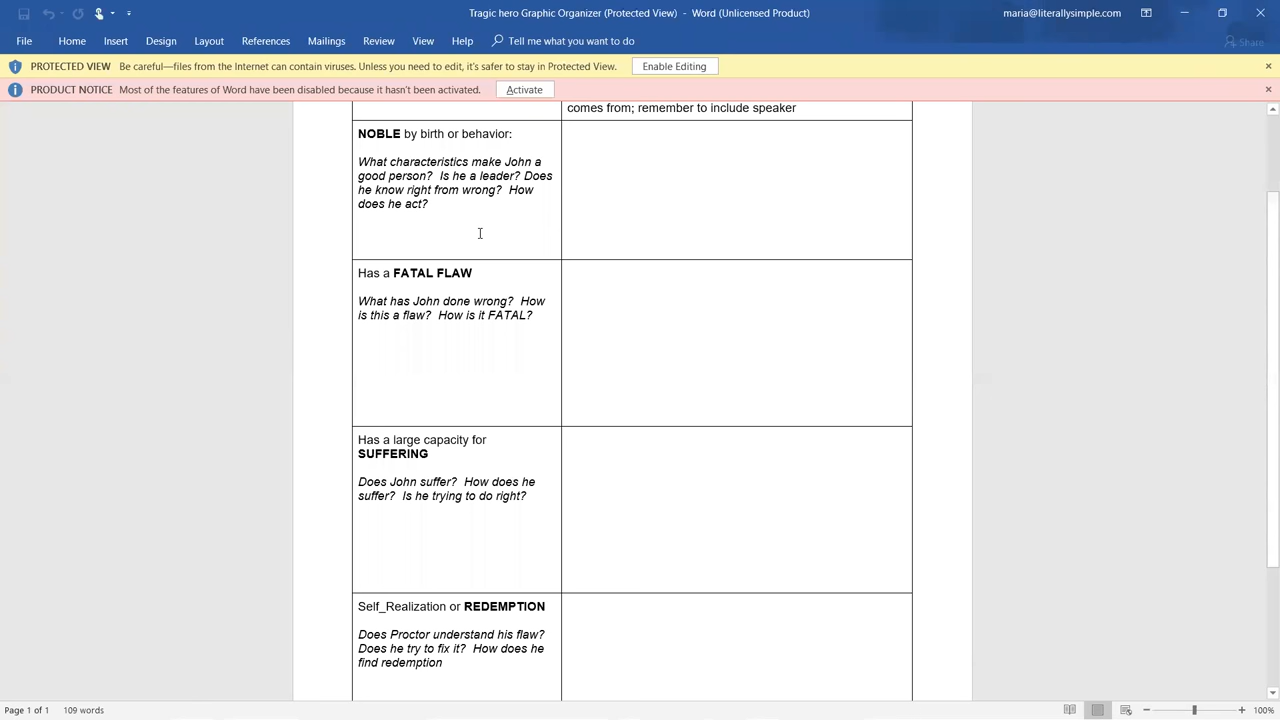 Tragic hero Graphic Organizer (Protected View) - Word (Unlicensed Product)
maria@literallysimple.com
File Home Insert Design Layout References Mailings Review View Help Tell me what you want to do
Share
PROTECTED VIEW Be careful—files from the Internet can contain viruses. Unless you need to edit, it's safer to stay in Protected View. Enable Editing
PRODUCT NOTICE Most of the features of Word have been disabled because it hasn't been activated. Activate
comes from; remember to include speaker
NOBLE by birth or behavior:
What characteristics make John a
good person? Is he a leader? Does
he know right from wrong? How
does he act?
Has a FATAL FLAW
What has John done wrong? How
is this a flaw? How is it FATAL?
Has a large capacity for
SUFFERING
Does John suffer? How does he
suffer? Is he trying to do right?
Self_Realization or REDEMPTION
Does Proctor understand his flaw?
Does he try to fix it? How does he
find redemption
Page 1 of 1 109 words
100%